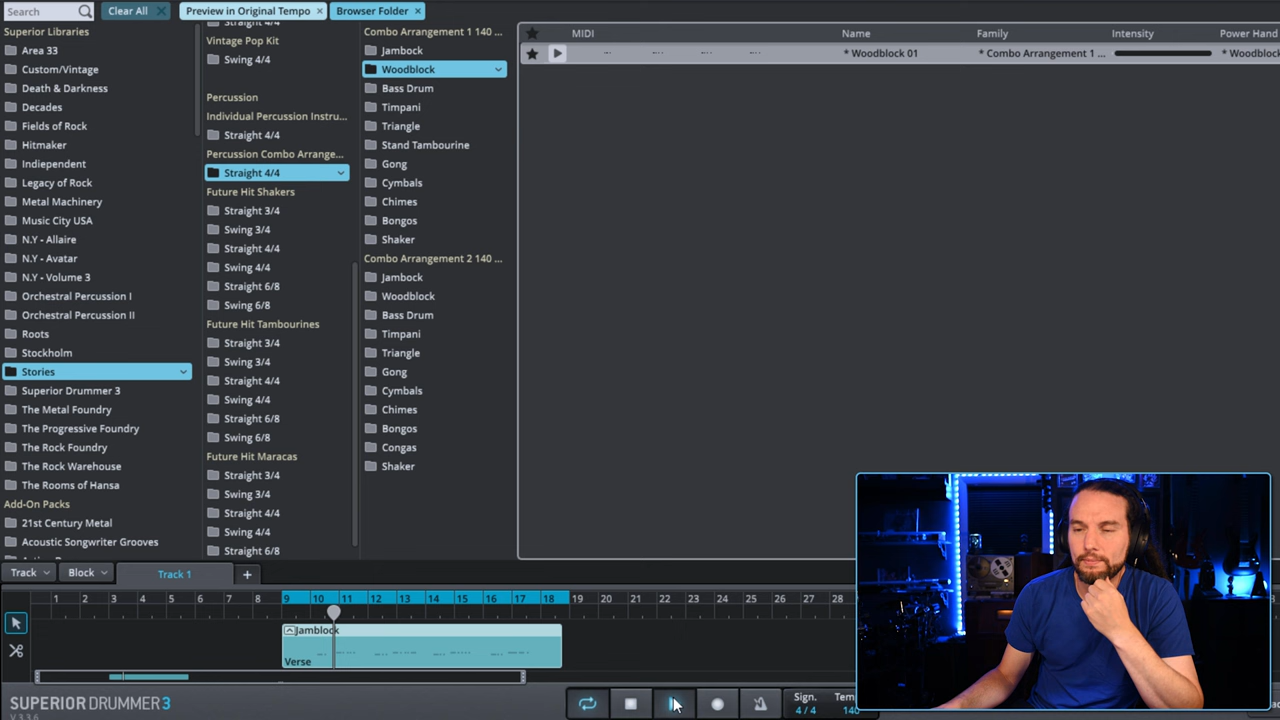 Search
Clear All
Preview in Original Tempo
Browser Folder
Superior Libraries
Area 33
Custom/Vintage
Death & Darkness
Decades
Fields of Rock
Hitmaker
Indiependent
Legacy of Rock
Metal Machinery
Music City USA
N.Y - Allaire
N.Y - Avatar
N.Y - Volume 3
Orchestral Percussion I
Orchestral Percussion II
Roots
Stockholm
Stories
Superior Drummer 3
The Metal Foundry
The Progressive Foundry
The Rock Foundry
The Rock Warehouse
The Rooms of Hansa
Add-On Packs
21st Century Metal
Acoustic Songwriter Grooves
Straight 4/4
Vintage Pop Kit
Swing 4/4
Percussion
Individual Percussion Instru...
Straight 4/4
Percussion Combo Arrange...
Straight 4/4
Future Hit Shakers
Straight 3/4
Swing 3/4
Straight 4/4
Swing 4/4
Straight 6/8
Swing 6/8
Future Hit Tambourines
Straight 3/4
Swing 3/4
Straight 4/4
Swing 4/4
Straight 6/8
Swing 6/8
Future Hit Maracas
Straight 3/4
Swing 3/4
Straight 4/4
Swing 4/4
Straight 6/8
Combo Arrangement 1 140 ...
Jambock
Woodblock
Bass Drum
Timpani
Triangle
Stand Tambourine
Gong
Cymbals
Chimes
Bongos
Shaker
Combo Arrangement 2 140 ...
Jambock
Woodblock
Bass Drum
Timpani
Triangle
Gong
Cymbals
Chimes
Bongos
Congas
Shaker
MIDI Name Family Intensity Power Hand
* Woodblock 01 * Combo Arrangement 1 ... * Woodblock
Track Block Track 1 +
1 2 3 4 5 6 7 8 9 10 11 12 13 14 15 16 17 18 19 20 21 22 23 24 25 26 27 28
Jamblock
Verse
SUPERIOR DRUMMER 3
V 3.3.6
Sign.
4 / 4
Tem
140